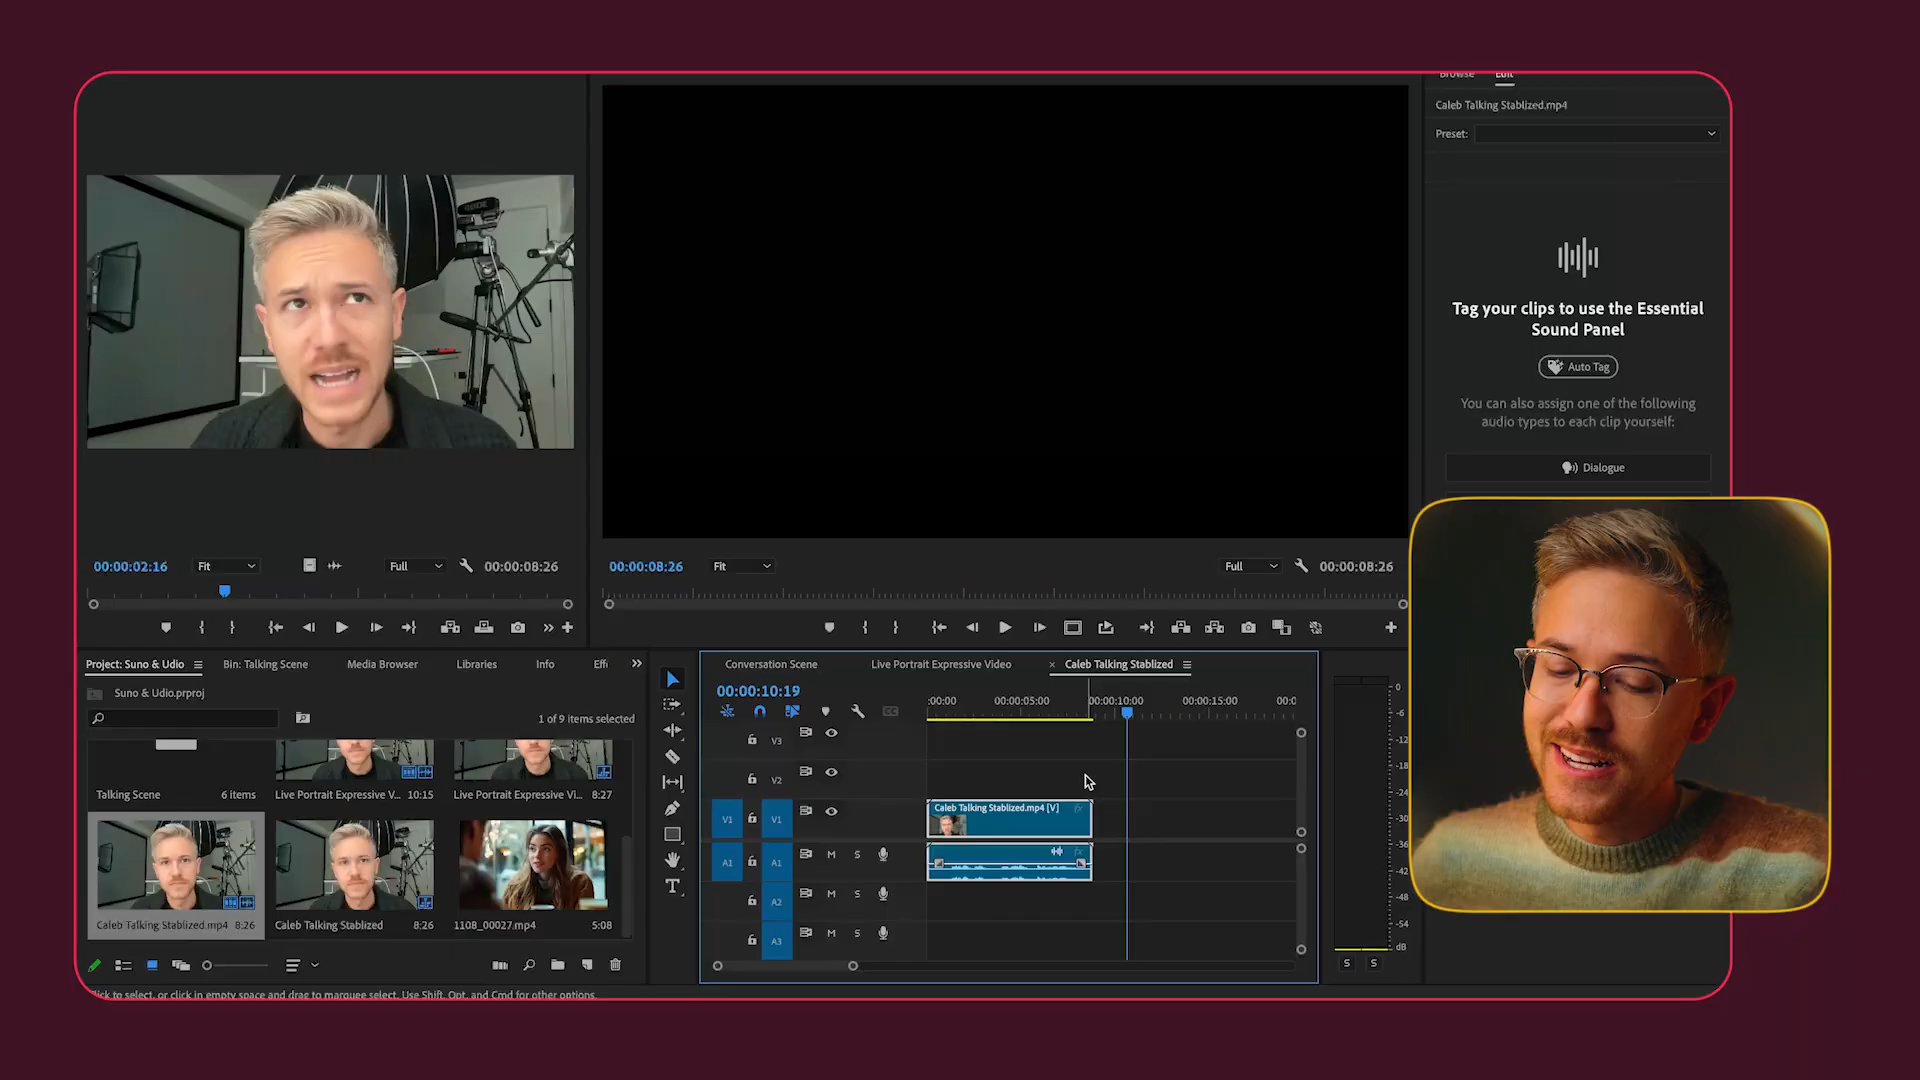 Browse Edit
Caleb Talking Stablized.mp4
Preset:
Tag your clips to use the Essential
Sound Panel
Auto Tag
You can also assign one of the following
audio types to each clip yourself:
Dialogue
00:00:02:16 Fit Full 00:00:08:26
00:00:08:26 Fit Full 00:00:08:26
Project: Suno & Udio Bin: Talking Scene Media Browser Libraries Info Eff
Suno & Udio.prproj
1 of 9 items selected
Talking Scene 6 items
Live Portrait Expressive V... 10:15
Live Portrait Expressive Vi... 8:27
Caleb Talking Stablized.mp4 8:26
Caleb Talking Stablized 8:26
1108_00027.mp4 5:08
Conversation Scene Live Portrait Expressive Video × Caleb Talking Stablized
00:00:10:19
:00:00 00:00:05:00 00:00:10:00 00:00:15:00 00:0
V3
V2
V1 V1
Caleb Talking Stablized.mp4 [V] fx
A1 A1 M S fx
A2 M S
A3 M S
0
-6
-12
-18
-24
-30
-36
-42
-48
-54
dB
S S
Click to select, or click in empty space and drag to marquee select. Use Shift, Opt, and Cmd for other options.